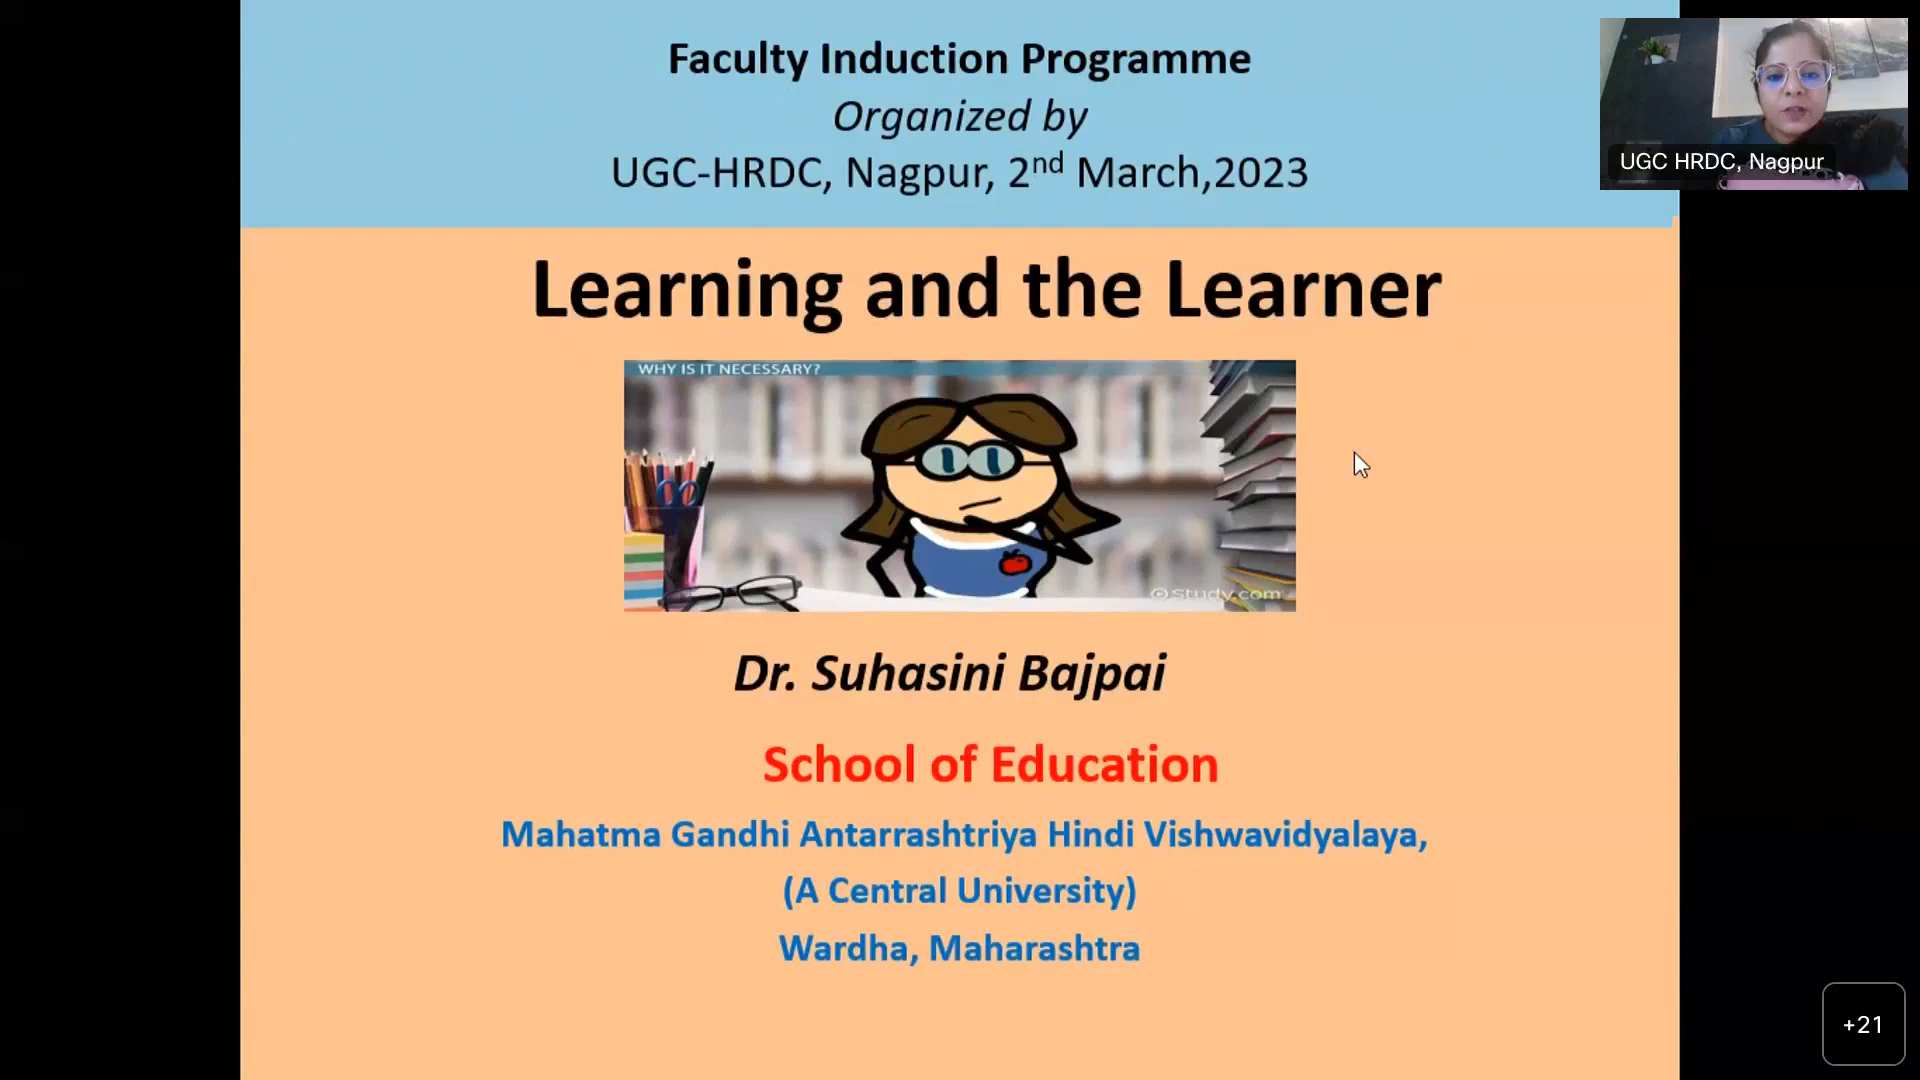 Faculty Induction Programme
Organized by
UGC-HRDC, Nagpur, 2nd March,2023
UGC HRDC, Nagpur
Learning and the Learner
WHY IS IT NECESSARY?
©Study.com
Dr. Suhasini Bajpai
School of Education
Mahatma Gandhi Antarrashtriya Hindi Vishwavidyalaya,
(A Central University)
Wardha, Maharashtra
+21